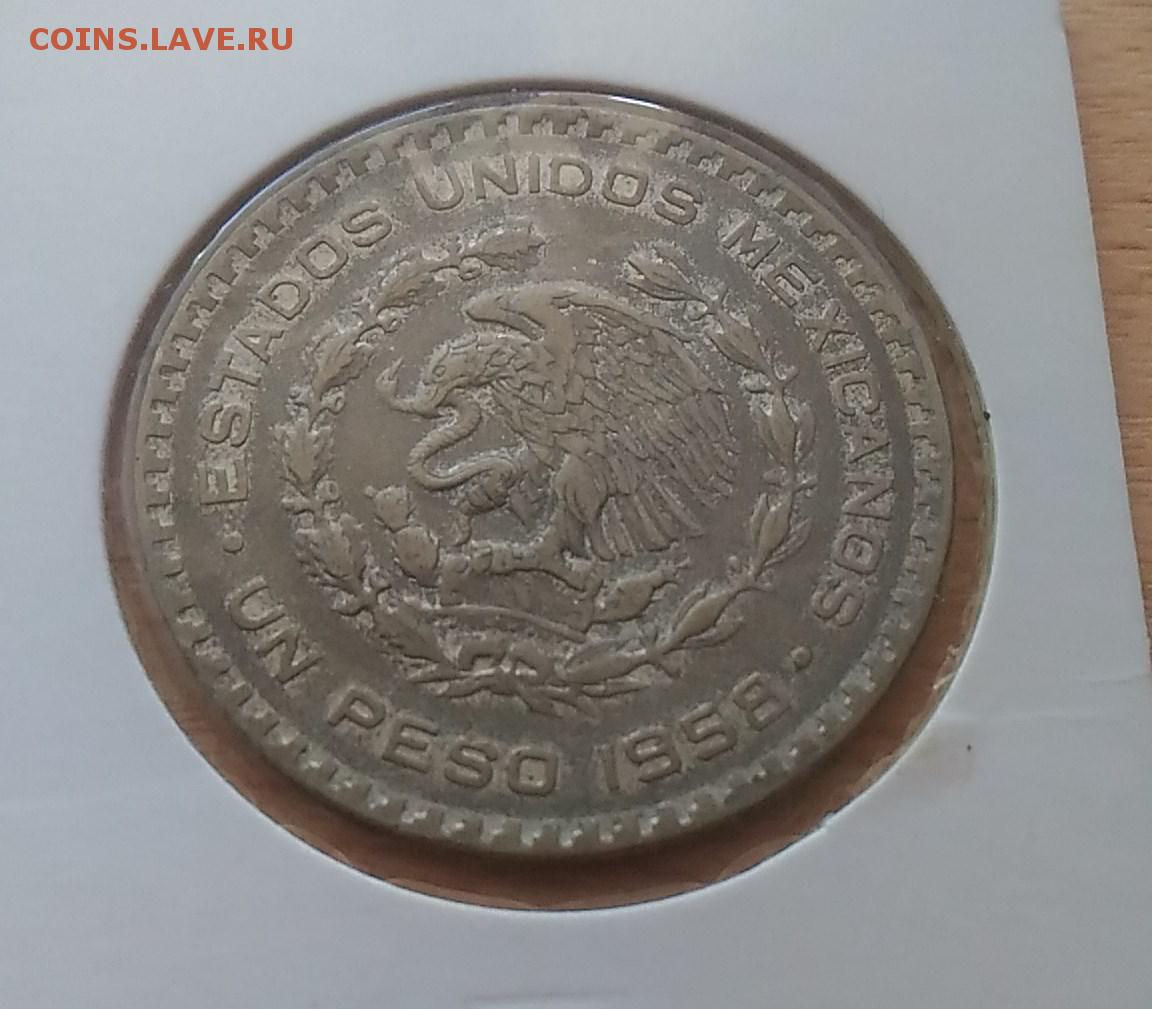 COINS.LAVE.RU
ESTADOS UNIDOS MEXICANOS
· UN PESO 1958 ·